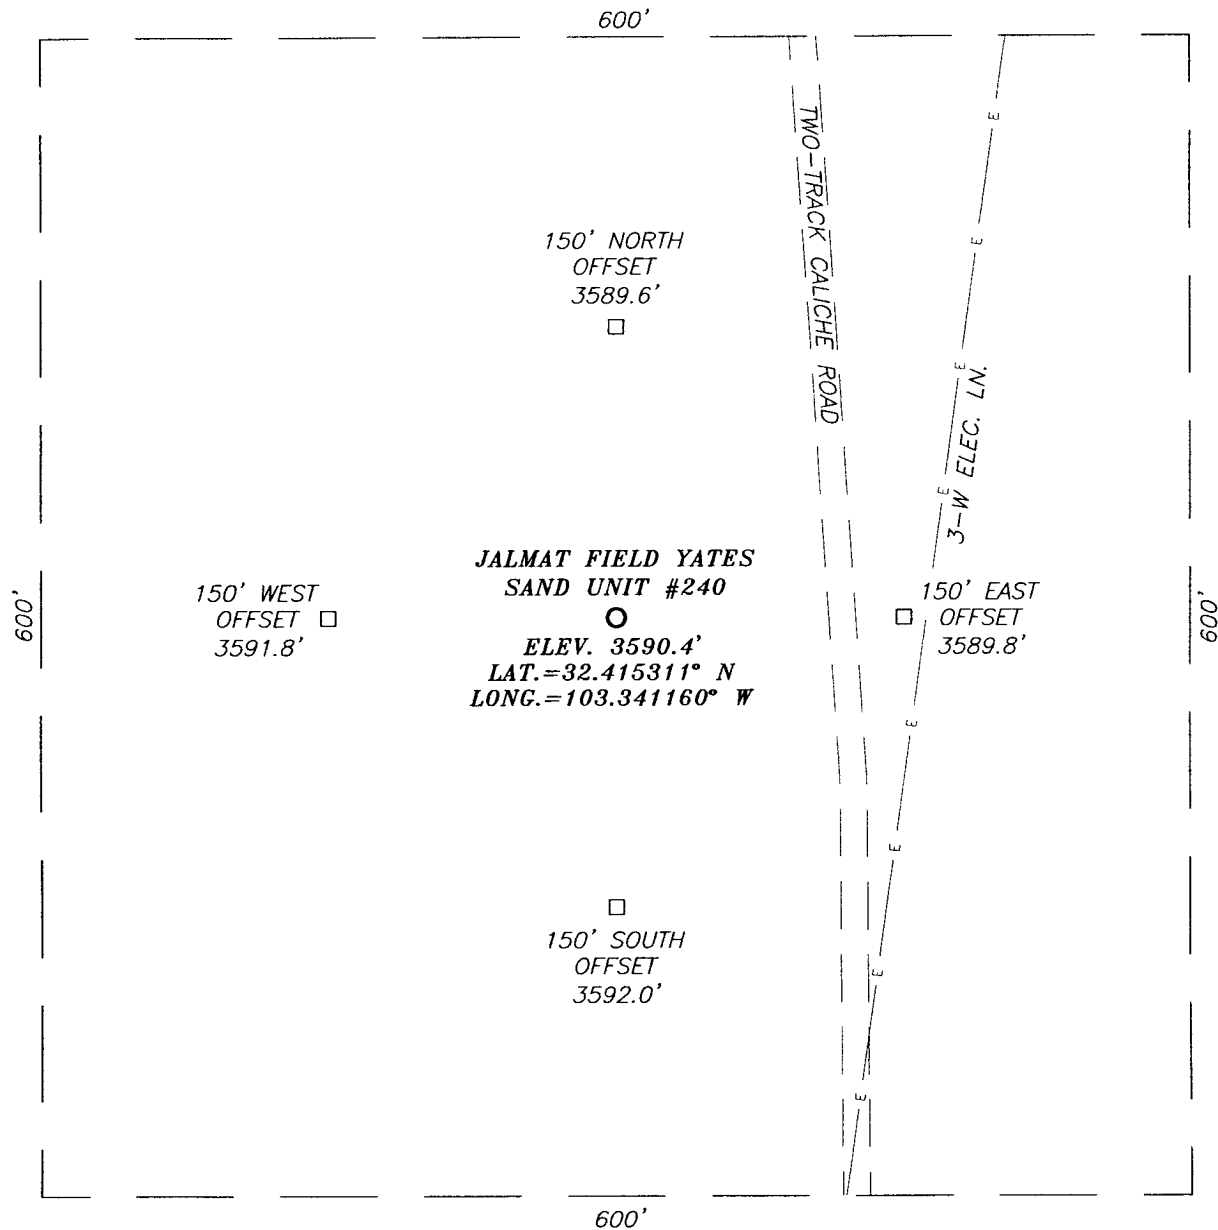 600'
TWO-TRACK CALICHE ROAD
E
E
150' NORTH
OFFSET
3589.6'
E
3-W ELEC. LN.
E
JALMAT FIELD YATES
SAND UNIT #240
ELEV. 3590.4'
LAT.=32.415311° N
LONG.=103.341160° W
600'
150' WEST
OFFSET
3591.8'
150' EAST
OFFSET
3589.8'
600'
E
E
150' SOUTH
OFFSET
3592.0'
E
E
600'